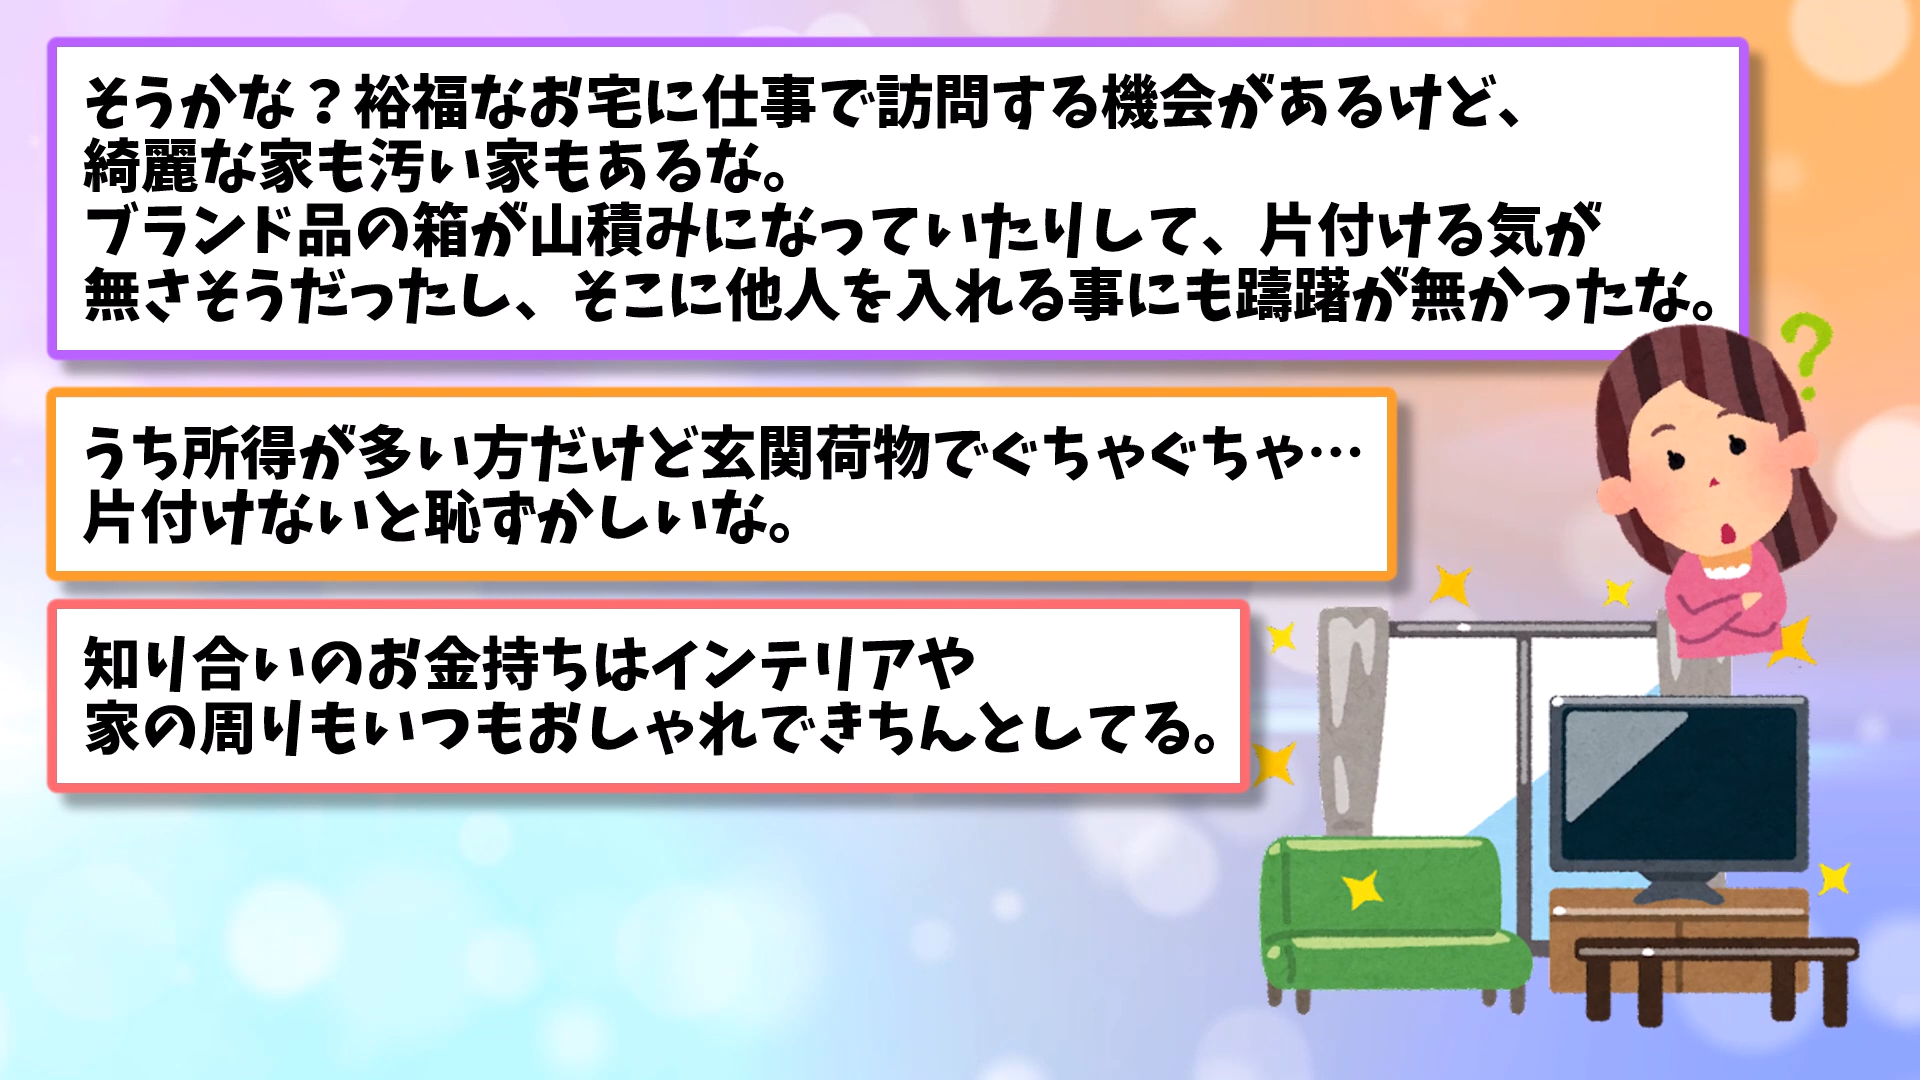 そうかな？裕福なお宅に仕事で訪問する機会があるけど、
綺麗な家も汚い家もあるな。
ブランド品の箱が山積みになっていたりして、片付ける気が
無さそうだったし、そこに他人を入れる事にも躊躇が無かったな。
うち所得が多い方だけど玄関荷物でぐちゃぐちゃ…
片付けないと恥ずかしいな。
知り合いのお金持ちはインテリアや
家の周りもいつもおしゃれできちんとしてる。